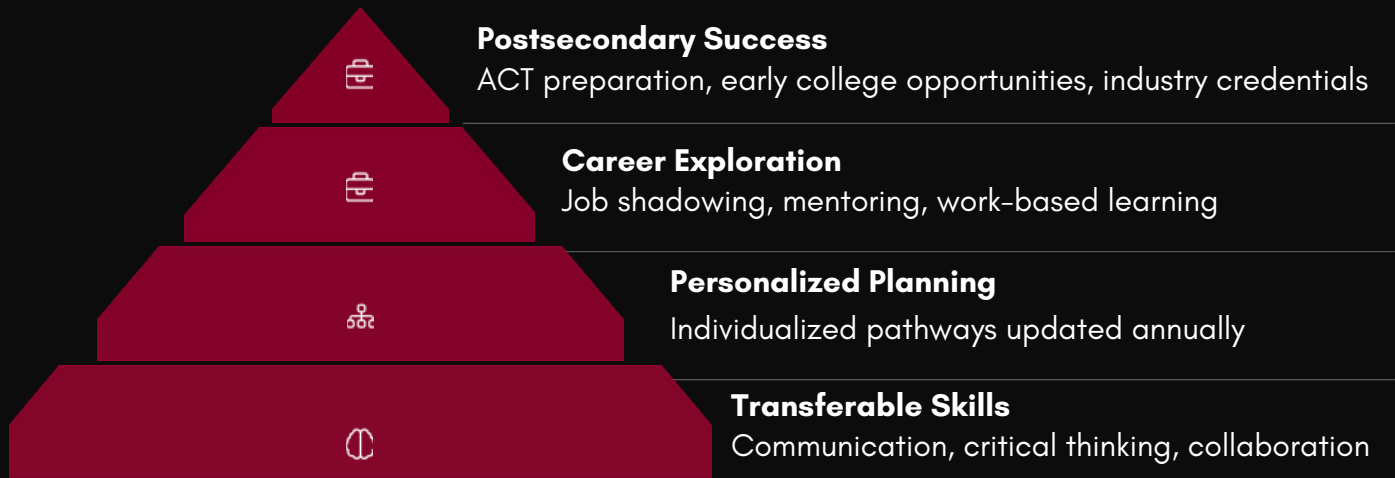 Postsecondary Success
ACT preparation, early college opportunities, industry credentials
Career Exploration
Job shadowing, mentoring, work-based learning
Personalized Planning
Individualized pathways updated annually
Transferable Skills
Communication, critical thinking, collaboration